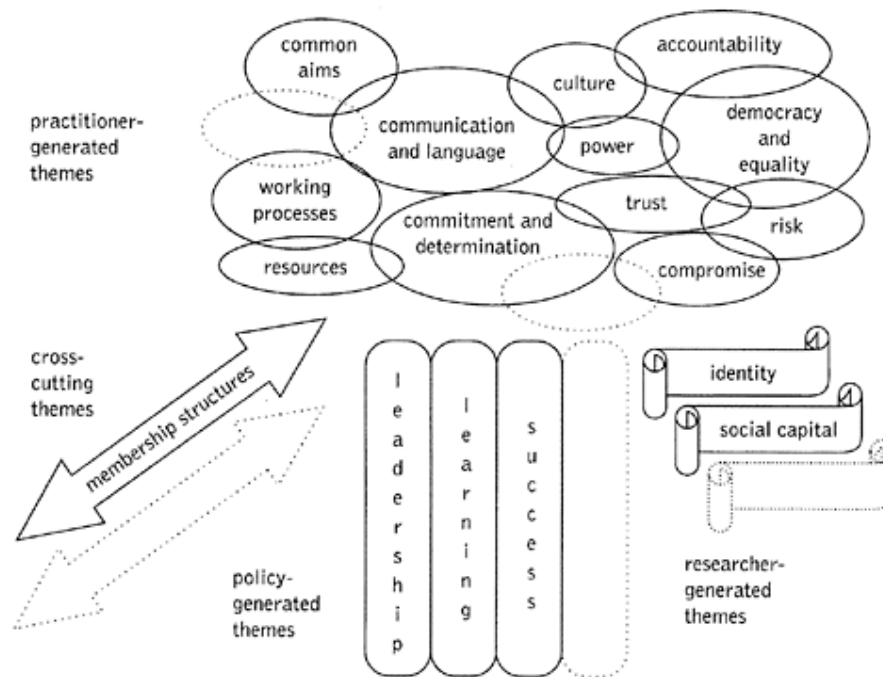 common
aims
culture
accountability
practitioner-
generated
themes
communication
and language
power
democracy
and
equality
working
processes
commitment and
determination
trust
risk
resources
compromise
cross-
cutting
themes
membership structures
leadership
learning
success
identity
social capital
policy-
generated
themes
researcher-
generated
themes